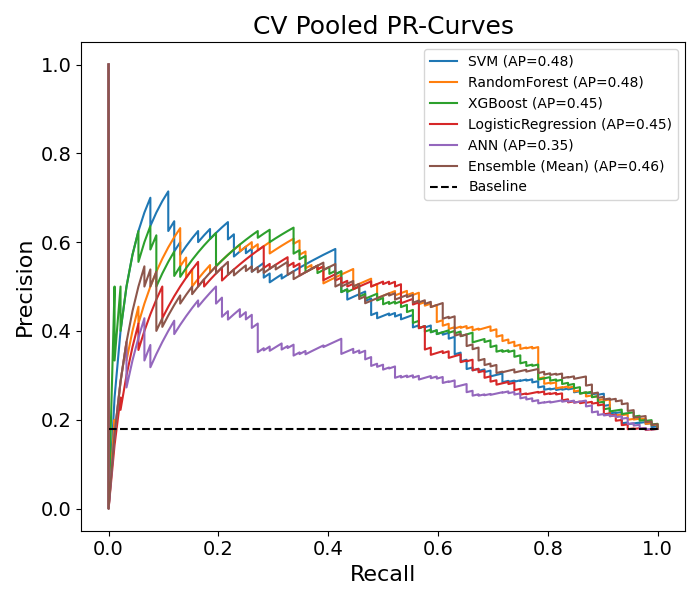 CV Pooled PR-Curves
SVM (AP=0.48)
RandomForest (AP=0.48)
XGBoost (AP=0.45)
LogisticRegression (AP=0.45)
ANN (AP=0.35)
Ensemble (Mean) (AP=0.46)
Baseline
Precision
1.0
0.8
0.6
0.4
0.2
0.0
0.0 0.2 0.4 0.6 0.8 1.0
Recall